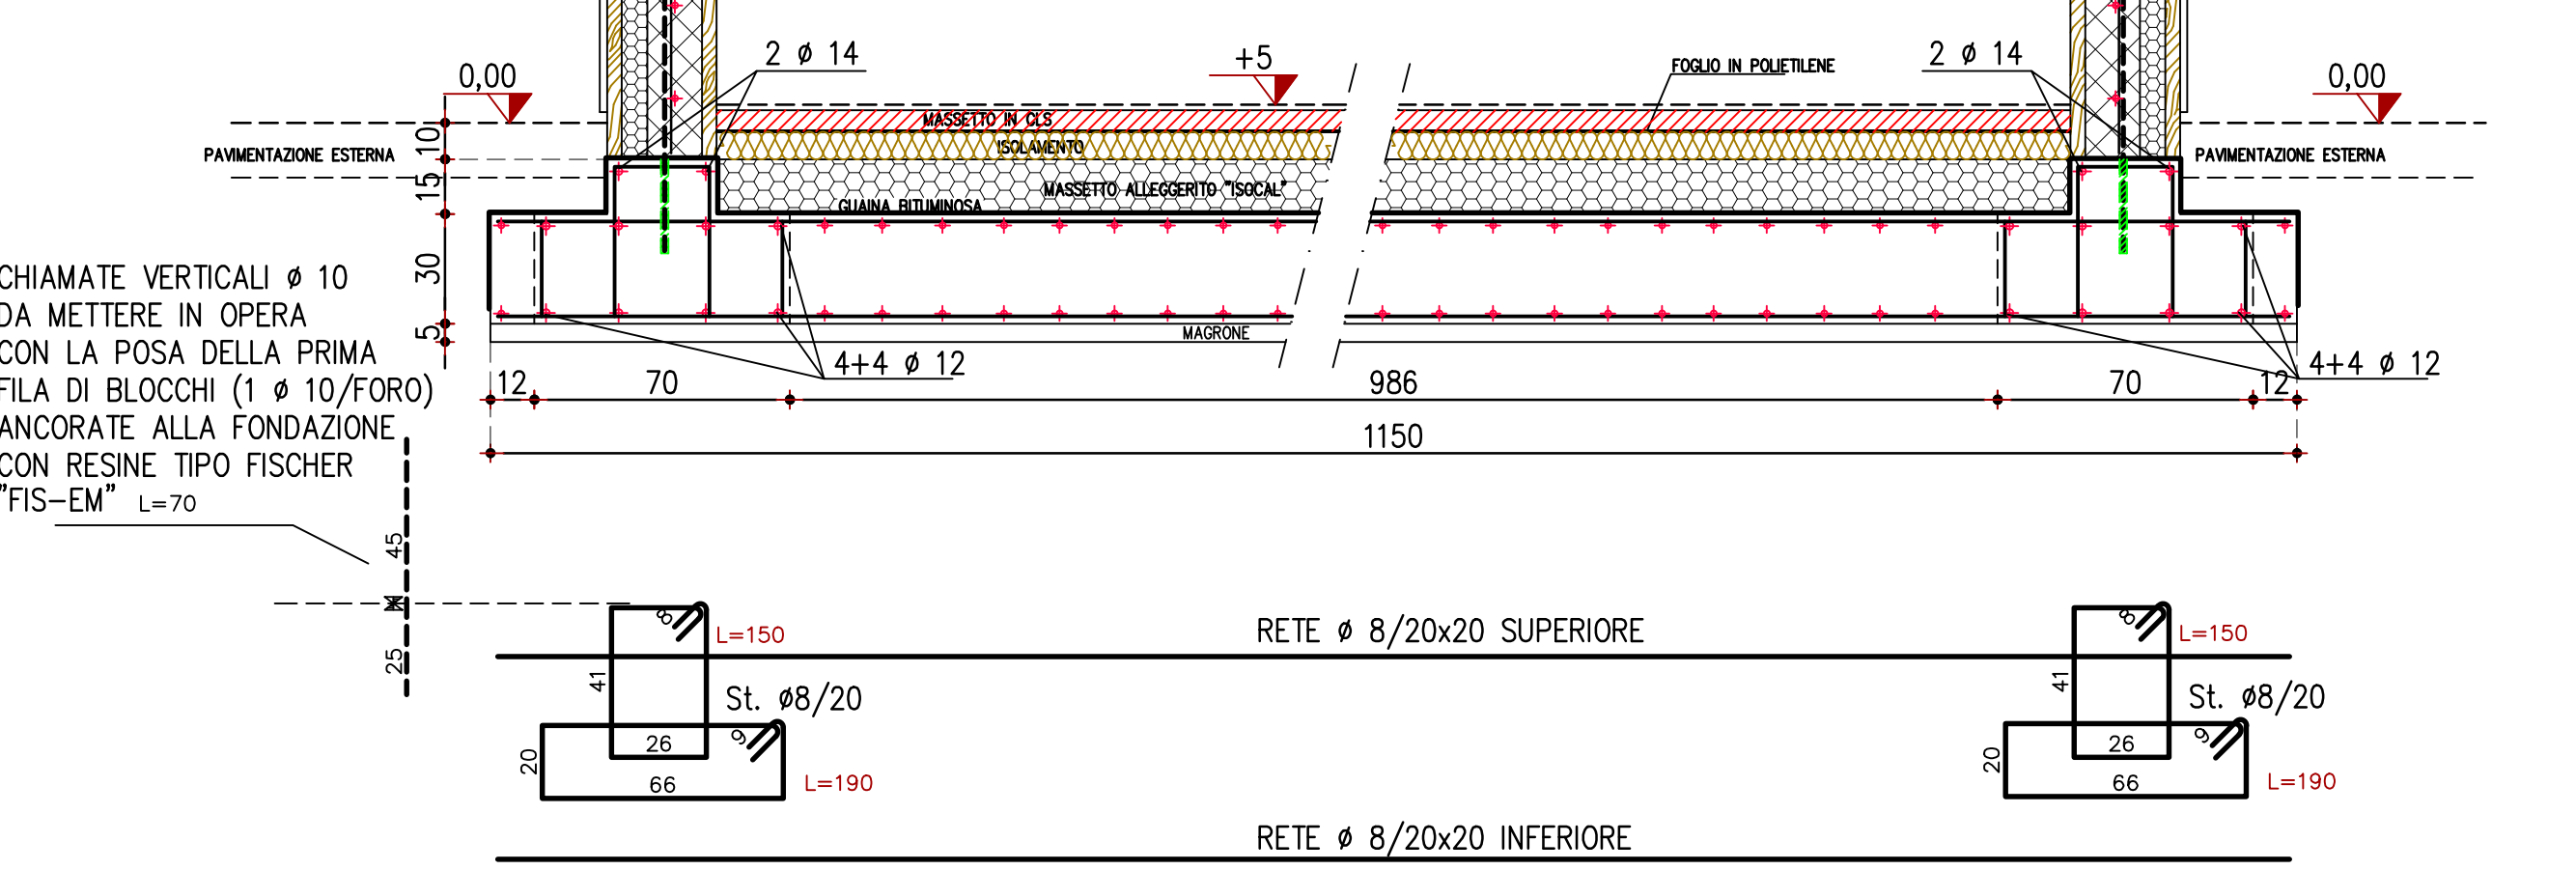 2 ø 14
+5
FOGLIO IN POLIETILENE
2 ø 14
0,00
0,00
MASSETTO IN CLS
10
ISOLAMENTO
PAVIMENTAZIONE ESTERNA
PAVIMENTAZIONE ESTERNA
15
MASSETTO ALLEGGERITO "ISOCAL"
GUAINA BITUMINOSA
30
CHIAMATE VERTICALI ø 10
DA METTERE IN OPERA
CON LA POSA DELLA PRIMA
FILA DI BLOCCHI (1 ø 10/FORO)
ANCORATE ALLA FONDAZIONE
CON RESINE TIPO FISCHER
"FIS-EM" L=70
5
MAGRONE
4+4 ø 12
4+4 ø 12
12
70
986
70
12
1150
45
25
8
L=150
41
St. ø8/20
26
9
20
66
L=190
RETE ø 8/20x20 SUPERIORE
8
L=150
41
St. ø8/20
26
9
20
66
L=190
RETE ø 8/20x20 INFERIORE